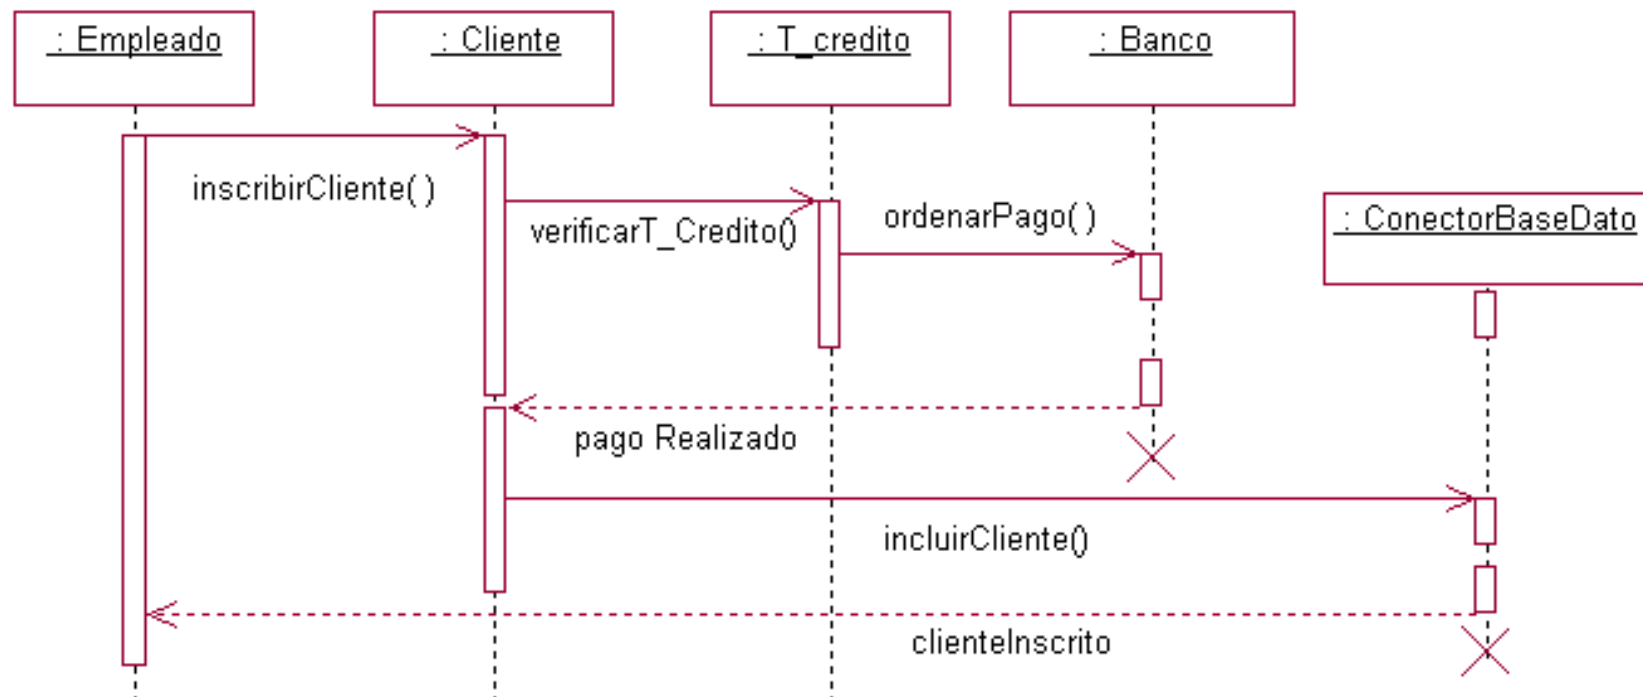 : Empleado
: Cliente
: T_credito
: Banco
inscribirCliente( )
verificarT_Credito()
ordenarPago( )
: ConectorBaseDato
pago Realizado
incluirCliente()
clienteInscrito